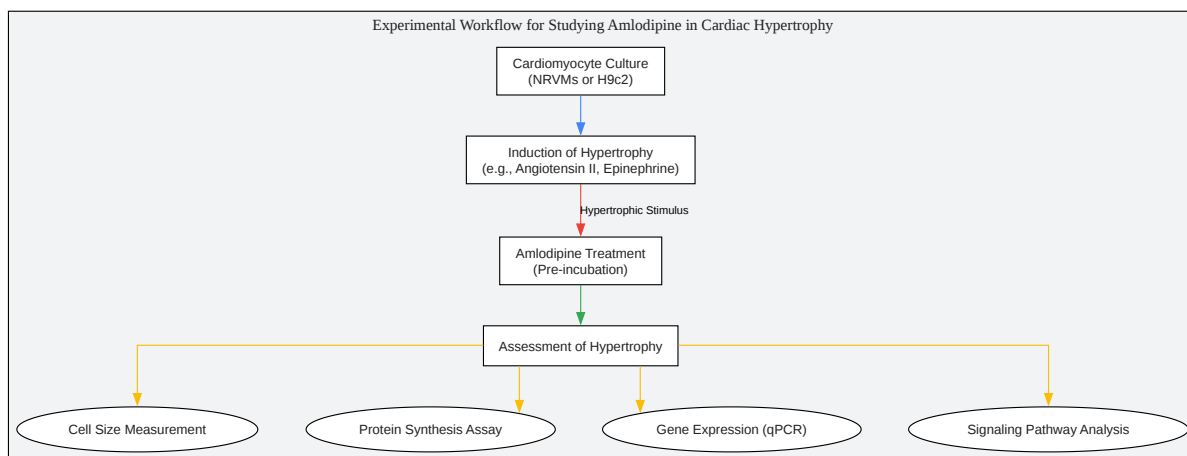 Experimental Workflow for Studying Amlodipine in Cardiac Hypertrophy
Cardiomyocyte Culture
(NRVMs or H9c2)
Induction of Hypertrophy
(e.g., Angiotensin II, Epinephrine)
Hypertrophic Stimulus
Amlodipine Treatment
(Pre-incubation)
Assessment of Hypertrophy
Cell Size Measurement
Protein Synthesis Assay
Gene Expression (qPCR)
Signaling Pathway Analysis